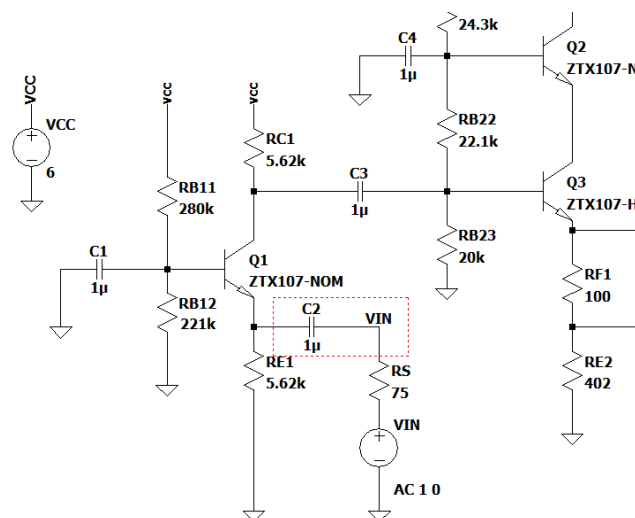 24.3k
C4
1µ
Q2
ZTX107-N
VCC
VCC
6
vcc
vcc
RC1
5.62k
RB22
22.1k
C3
1µ
RB11
280k
Q3
ZTX107-H
RB23
20k
C1
1µ
Q1
ZTX107-NOM
RF1
100
RB12
221k
C2
1µ
VIN
RE1
5.62k
RS
75
RE2
402
VIN
AC 1 0